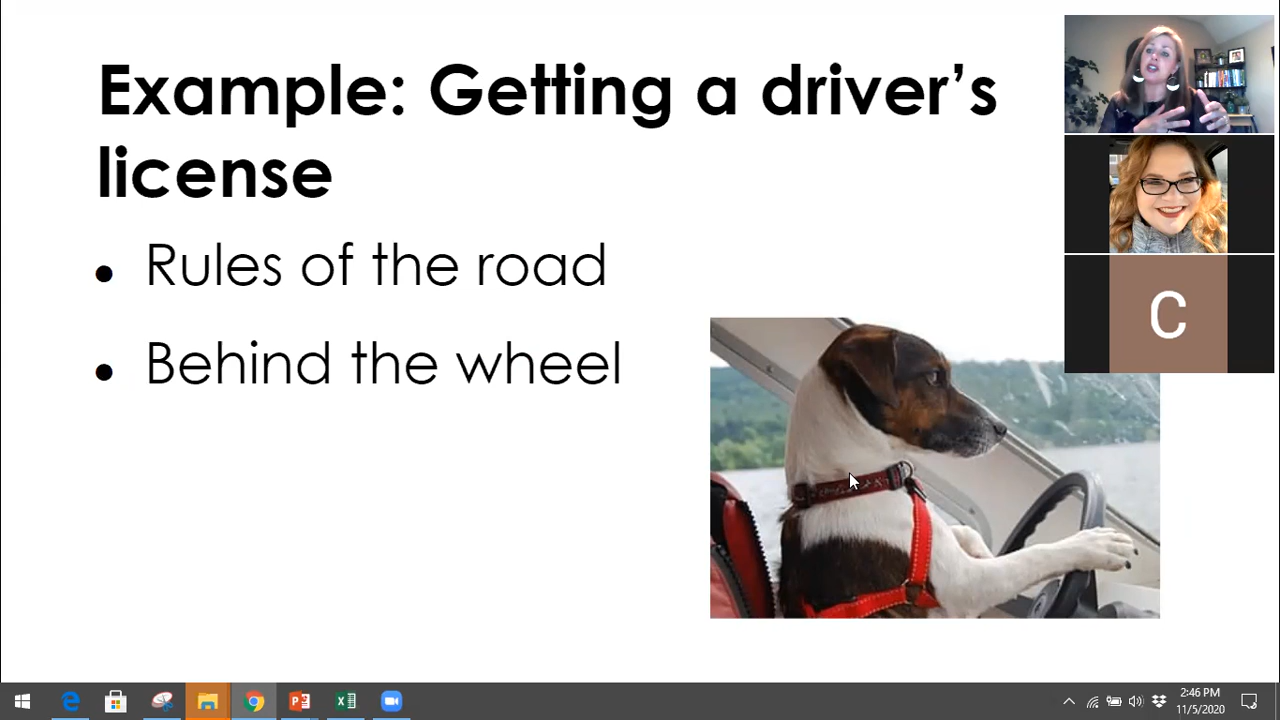 Example: Getting a driver’s
license
• Rules of the road
• Behind the wheel
C
2:46 PM
11/5/2020